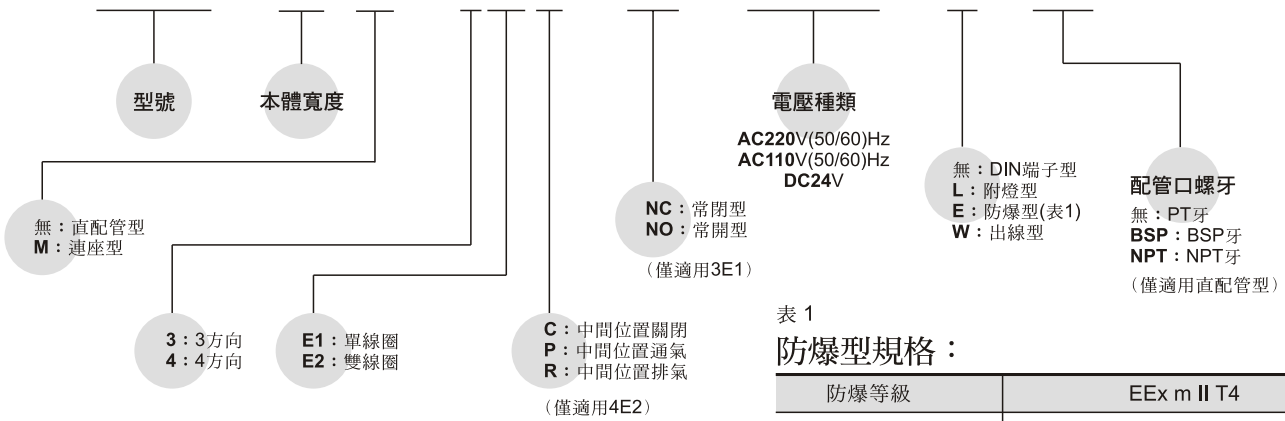 型號
本體寬度
電壓種類
AC220V(50/60)Hz
AC110V(50/60)Hz
DC24V
無：DIN端子型
L：附燈型
E：防爆型(表1)
W：出線型
配管口螺牙
無：PT牙
BSP：BSP牙
NPT：NPT牙
（僅適用直配管型）
無：直配管型
M：連座型
NC：常閉型
NO：常開型
（僅適用3E1）
3：3方向
4：4方向
E1：單線圈
E2：雙線圈
C：中間位置關閉
P：中間位置通氣
R：中間位置排氣
（僅適用4E2）
表 1
防爆型規格：
防爆等級 EEx m II T4